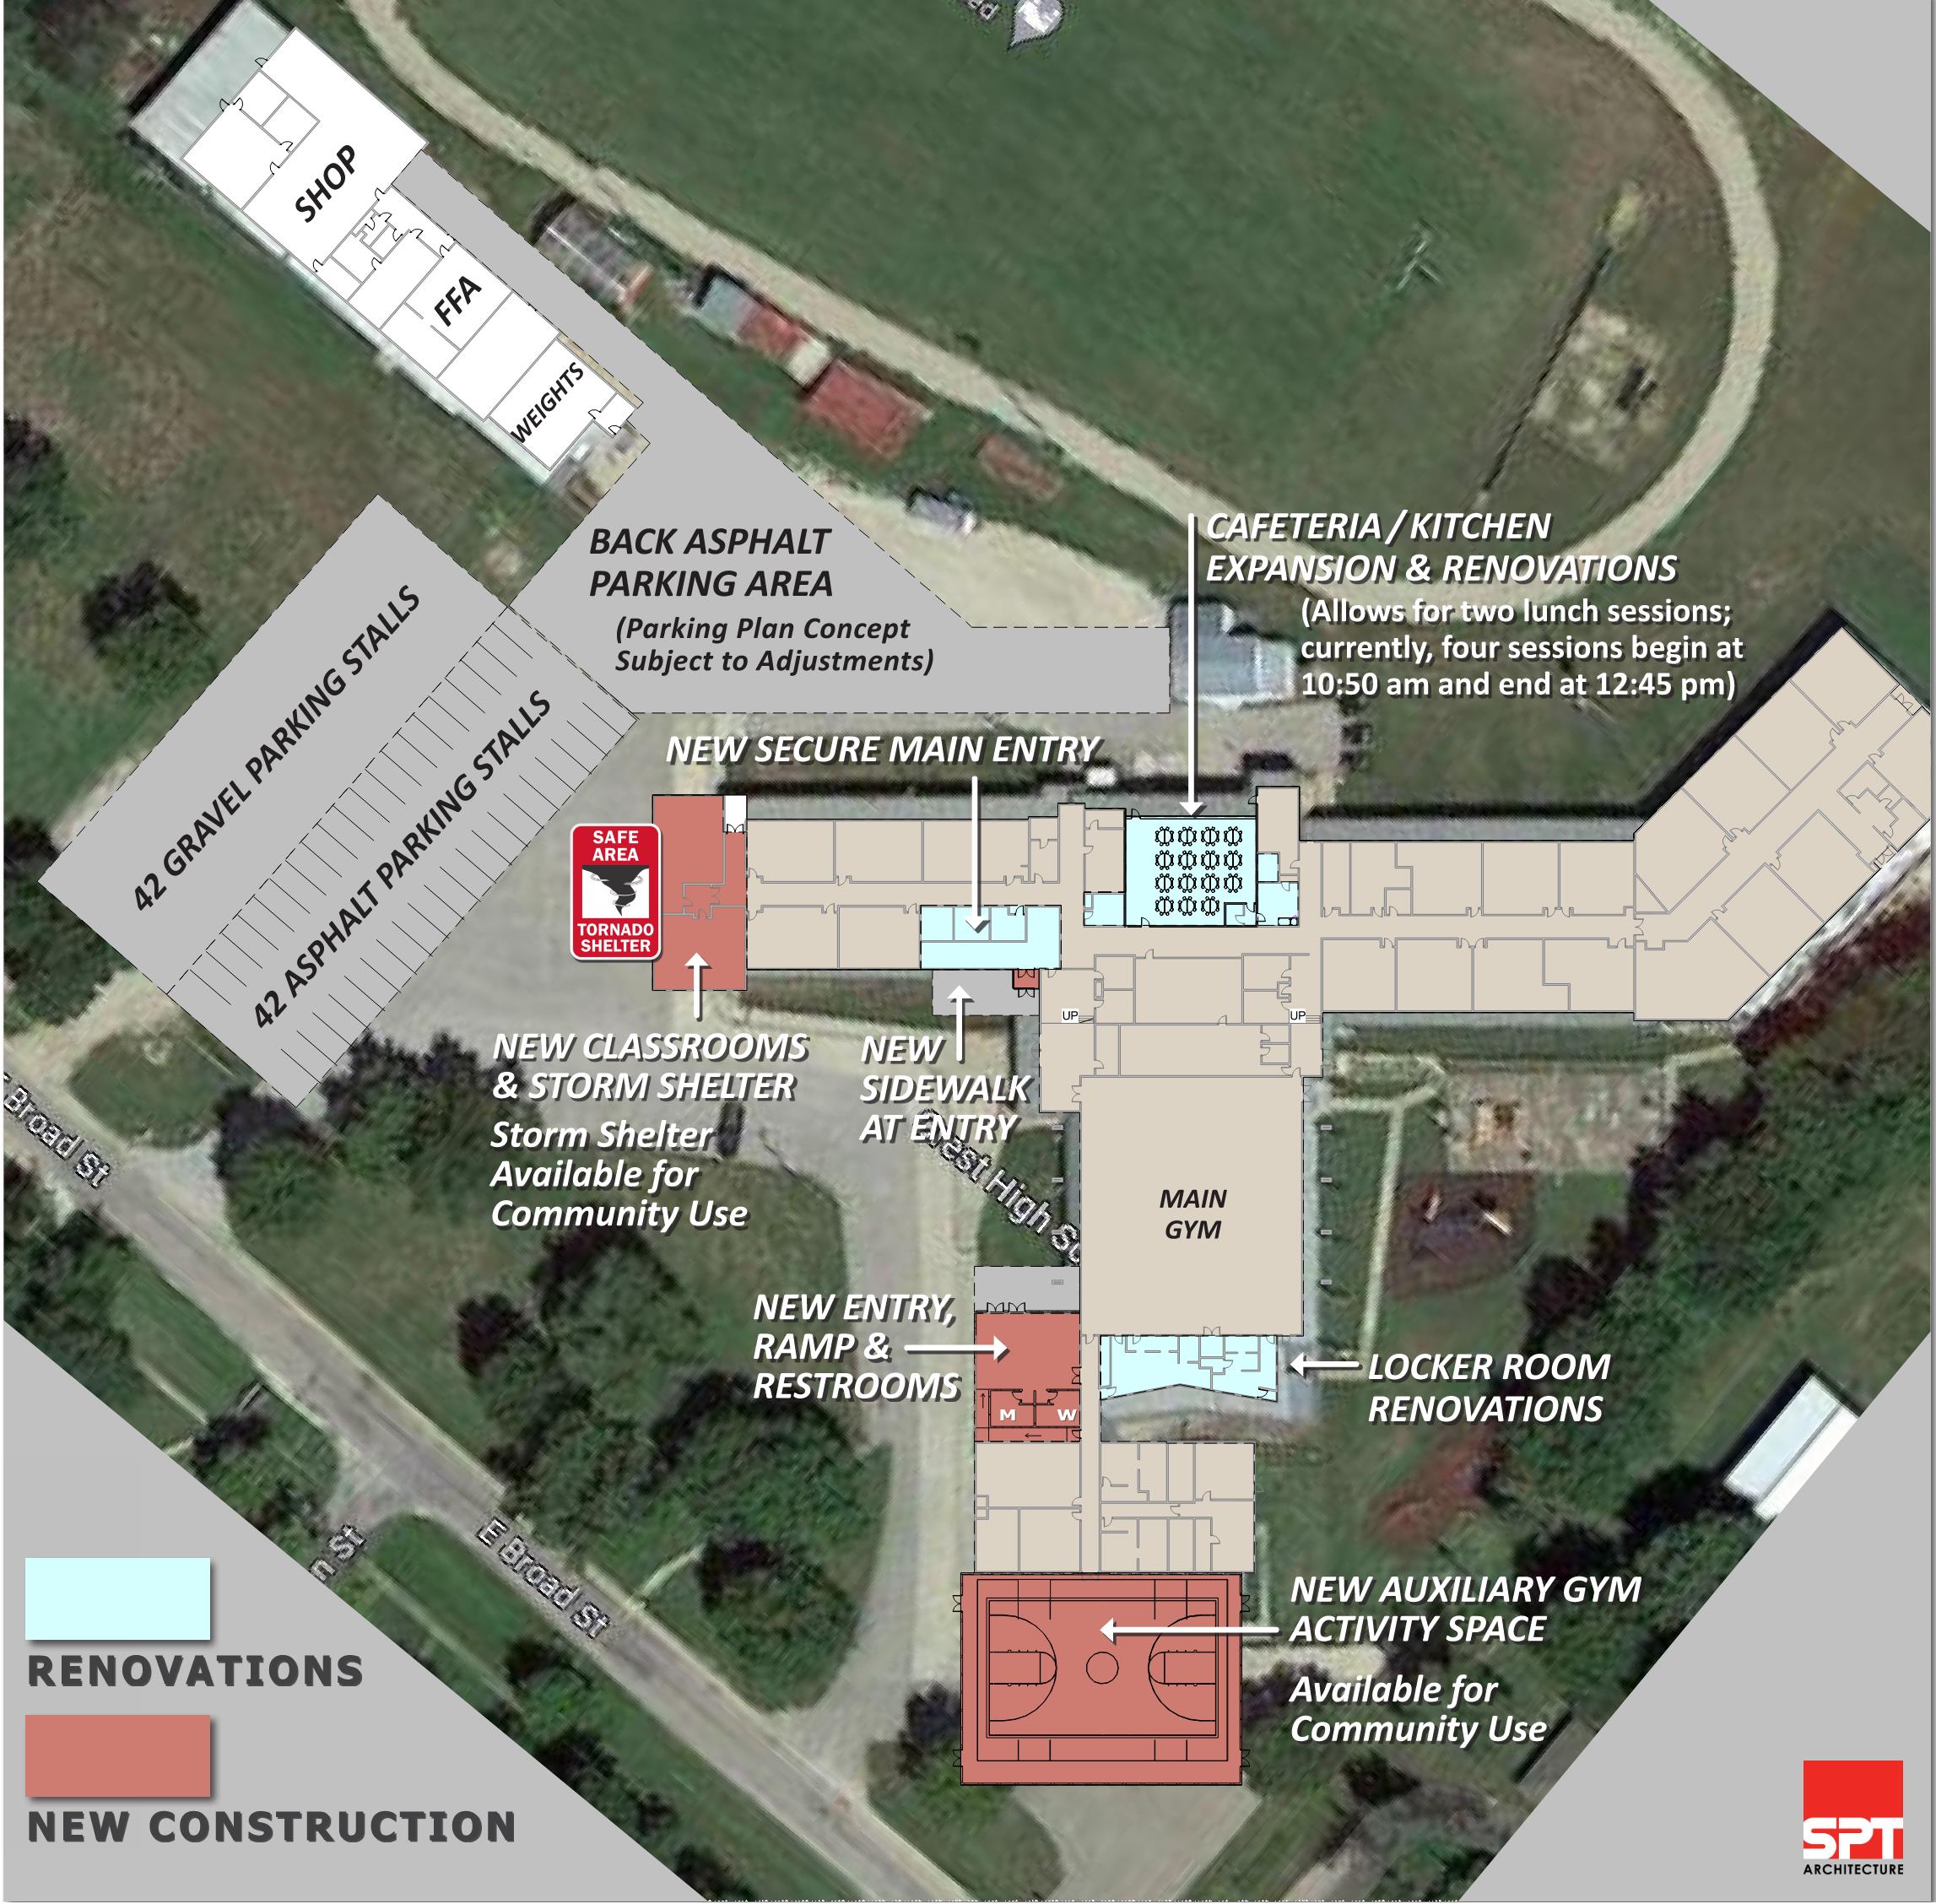 SHOP
FFA
WEIGHTS
BACK ASPHALT
PARKING AREA
(Parking Plan Concept
Subject to Adjustments)
CAFETERIA / KITCHEN
EXPANSION & RENOVATIONS
(Allows for two lunch sessions;
currently, four sessions begin at
10:50 am and end at 12:45 pm)
42 GRAVEL PARKING STALLS
42 ASPHALT PARKING STALLS
NEW SECURE MAIN ENTRY
SAFE
AREA
TORNADO
SHELTER
UP
UP
NEW CLASSROOMS
& STORM SHELTER
Storm Shelter
Available for
Community Use
NEW
SIDEWALK
AT ENTRY
Broad St
est High Sc
MAIN
GYM
NEW ENTRY,
RAMP &
RESTROOMS
M
W
LOCKER ROOM
RENOVATIONS
E Broad St
St
NEW AUXILIARY GYM
ACTIVITY SPACE
Available for
Community Use
RENOVATIONS
NEW CONSTRUCTION
SPT
ARCHITECTURE